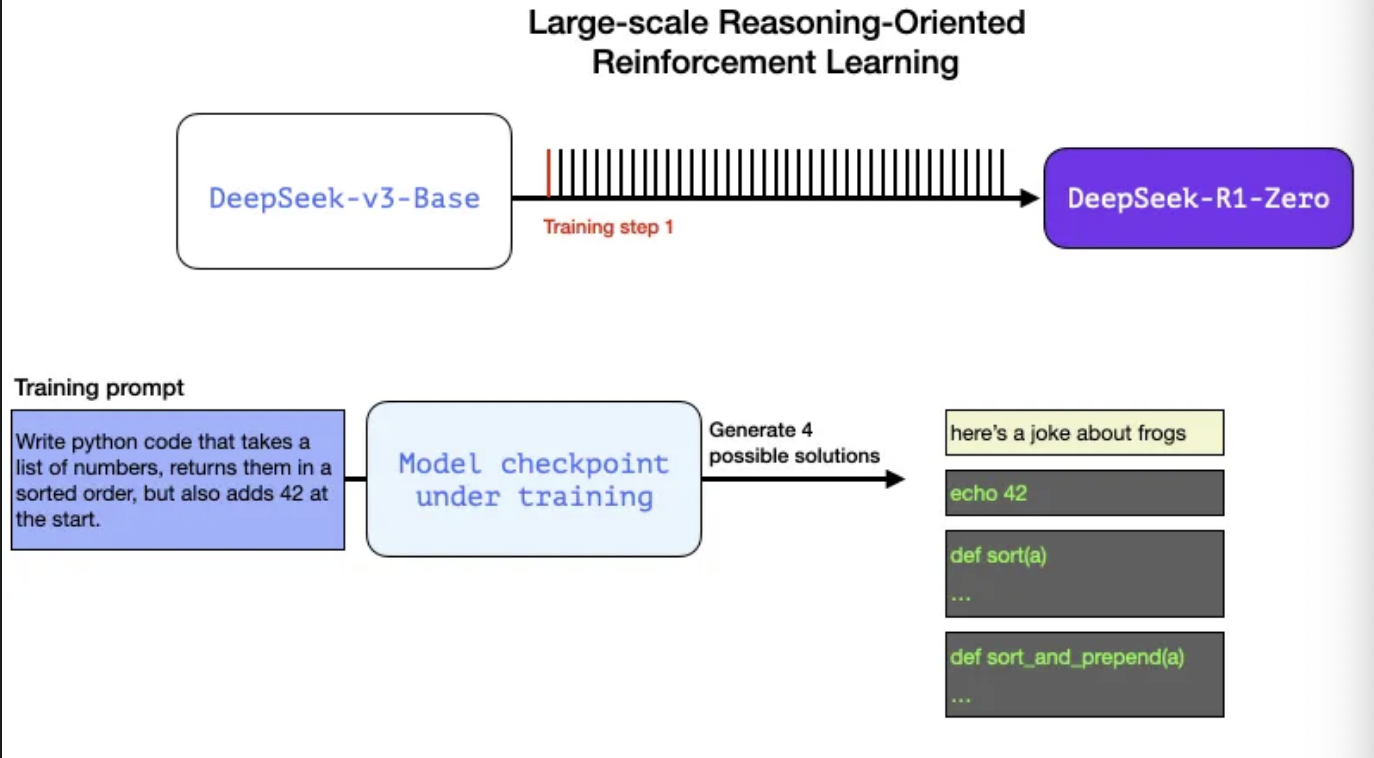 Large-scale Reasoning-Oriented
Reinforcement Learning
DeepSeek-v3-Base
Training step 1
DeepSeek-R1-Zero
Training prompt
Write python code that takes a
list of numbers, returns them in a
sorted order, but also adds 42 at
the start.
Model checkpoint
under training
Generate 4
possible solutions
here's a joke about frogs
echo 42
def sort(a)
...
def sort_and_prepend(a)
...